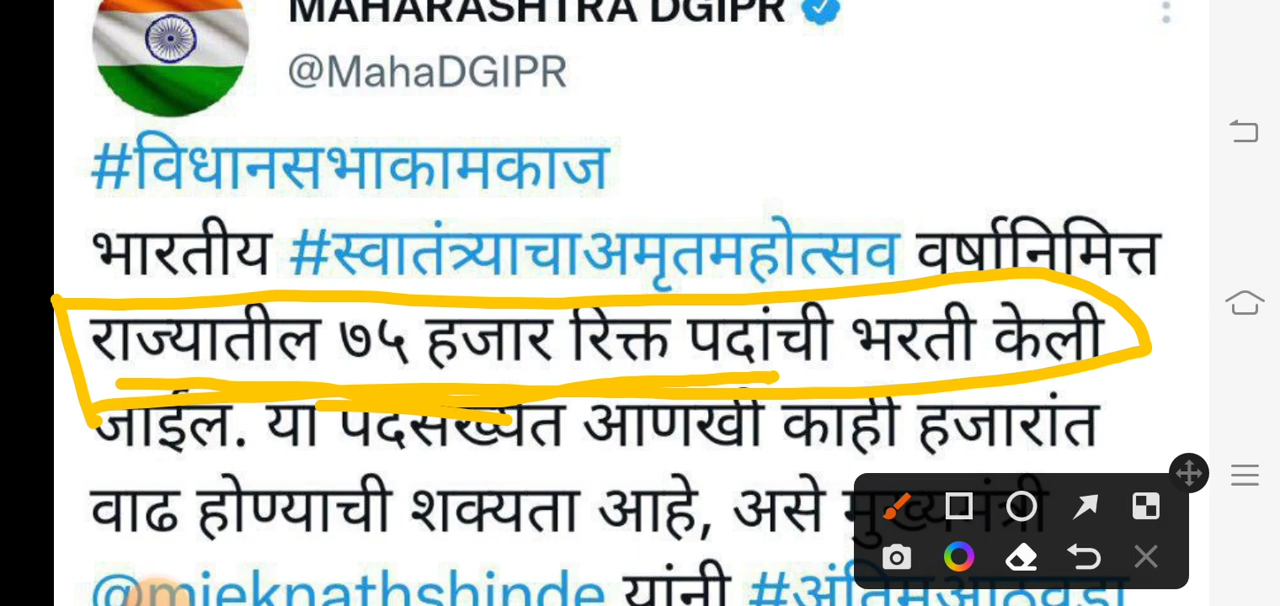 MAHARASHTRA DGIPR
@MahaDGIPR
#विधानसभाकामकाज
भारतीय #स्वातंत्र्याचाअमृतमहोत्सव वर्षानिमित्त
राज्यातील ७५ हजार रिक्त पदांची भरती केली
जाईल. या पदसंख्येत आणखी काही हजारांत
वाढ होण्याची शक्यता आहे, असे मुख्यमंत्री
@mieknathshinde यांनी #अंतिमआठवडा